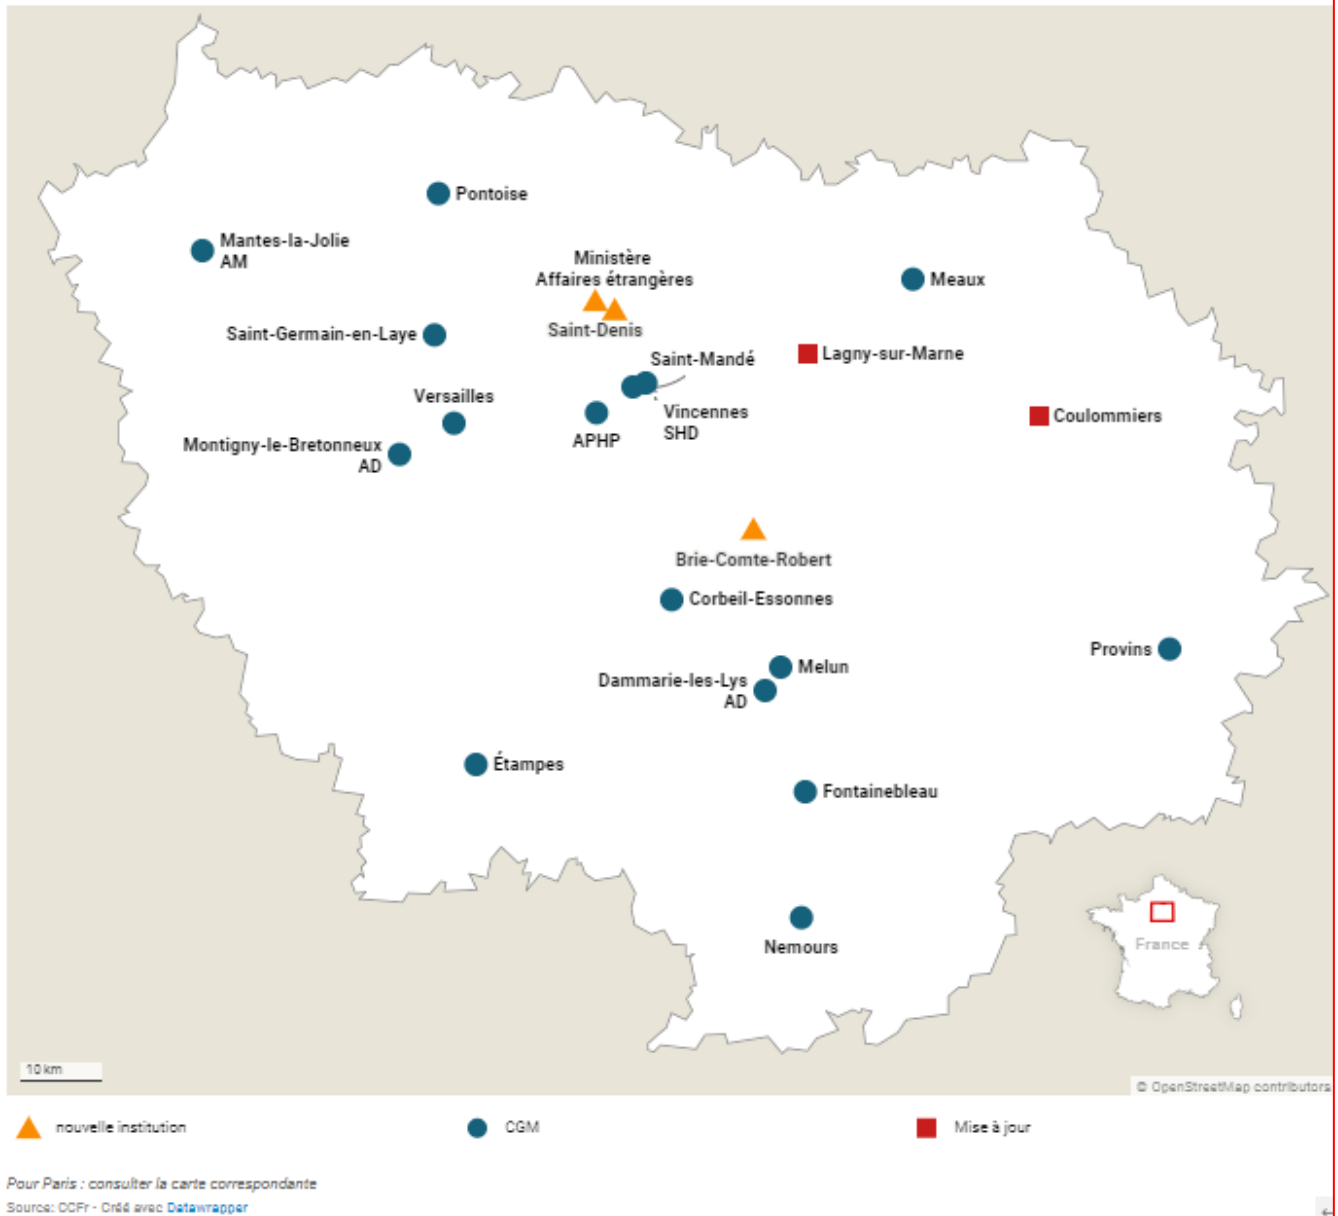 Pontoise
Mantes-la-Jolie
AM
Ministère
Affaires étrangères
Meaux
Saint-Denis
Saint-Germain-en-Laye
Saint-Mandé
Lagny-sur-Marne
Versailles
Vincennes
SHD
Coulommiers
APHP
Montigny-le-Bretonneux
AD
Brie-Comte-Robert
Corbeil-Essonnes
Provins
Melun
Dammarie-les-Lys
AD
Étampes
Fontainebleau
Nemours
France
10 km
© OpenStreetMap contributors
nouvelle institution
CGM
Mise à jour
Pour Paris : consulter la carte correspondante
Source: CCFr - Créé avec Datawrapper